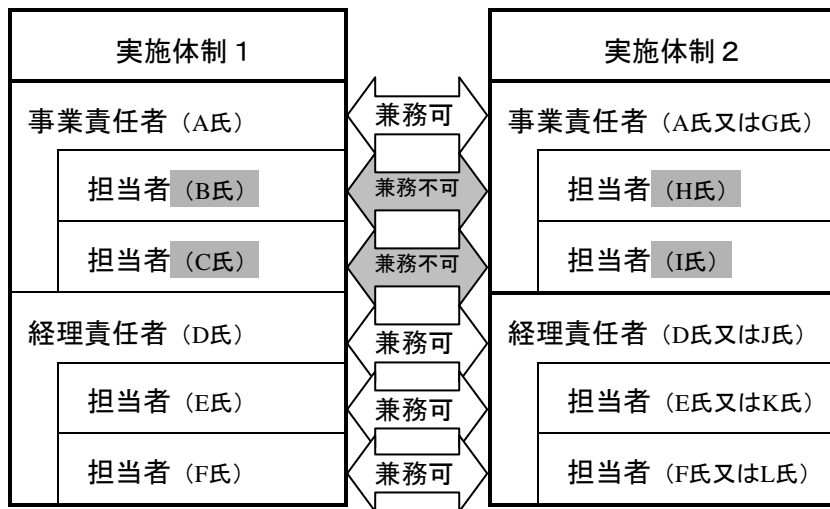 実施体制１
実施体制２
事業責任者（A氏）
兼務可
事業責任者（A氏又はG氏）
担当者（B氏）
兼務不可
担当者（H氏）
担当者（C氏）
兼務不可
担当者（I氏）
経理責任者（D氏）
兼務可
経理責任者（D氏又はJ氏）
担当者（E氏）
兼務可
担当者（E氏又はK氏）
担当者（F氏）
兼務可
担当者（F氏又はL氏）